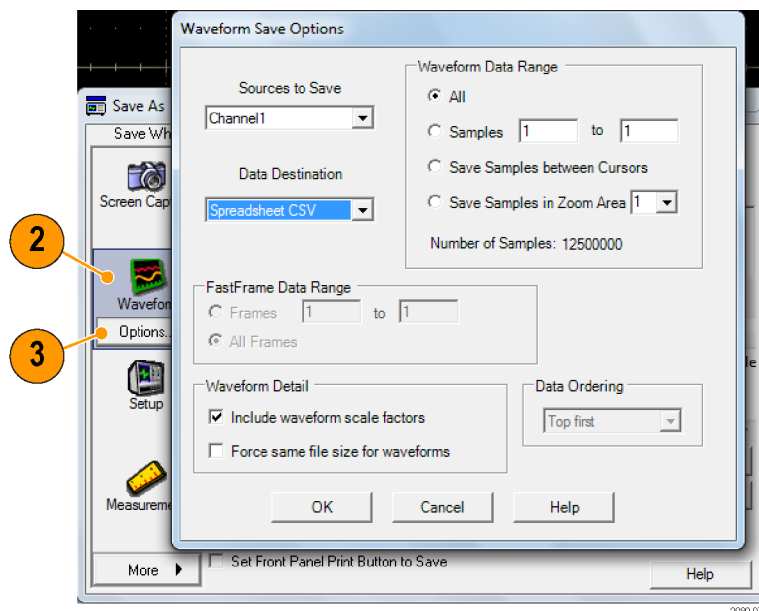 Waveform Save Options
Save As
Save Wh
Screen Cap
2
Wavefor
Options..
3
Setup
Measureme
More
Sources to Save
Channel1
Data Destination
Spreadsheet CSV
Waveform Data Range
All
Samples 1 to 1
Save Samples between Cursors
Save Samples in Zoom Area 1
Number of Samples: 12500000
FastFrame Data Range
Frames 1 to 1
All Frames
Waveform Detail
Include waveform scale factors
Force same file size for waveforms
Data Ordering
Top first
OK Cancel Help
le
Set Front Panel Print Button to Save
Help